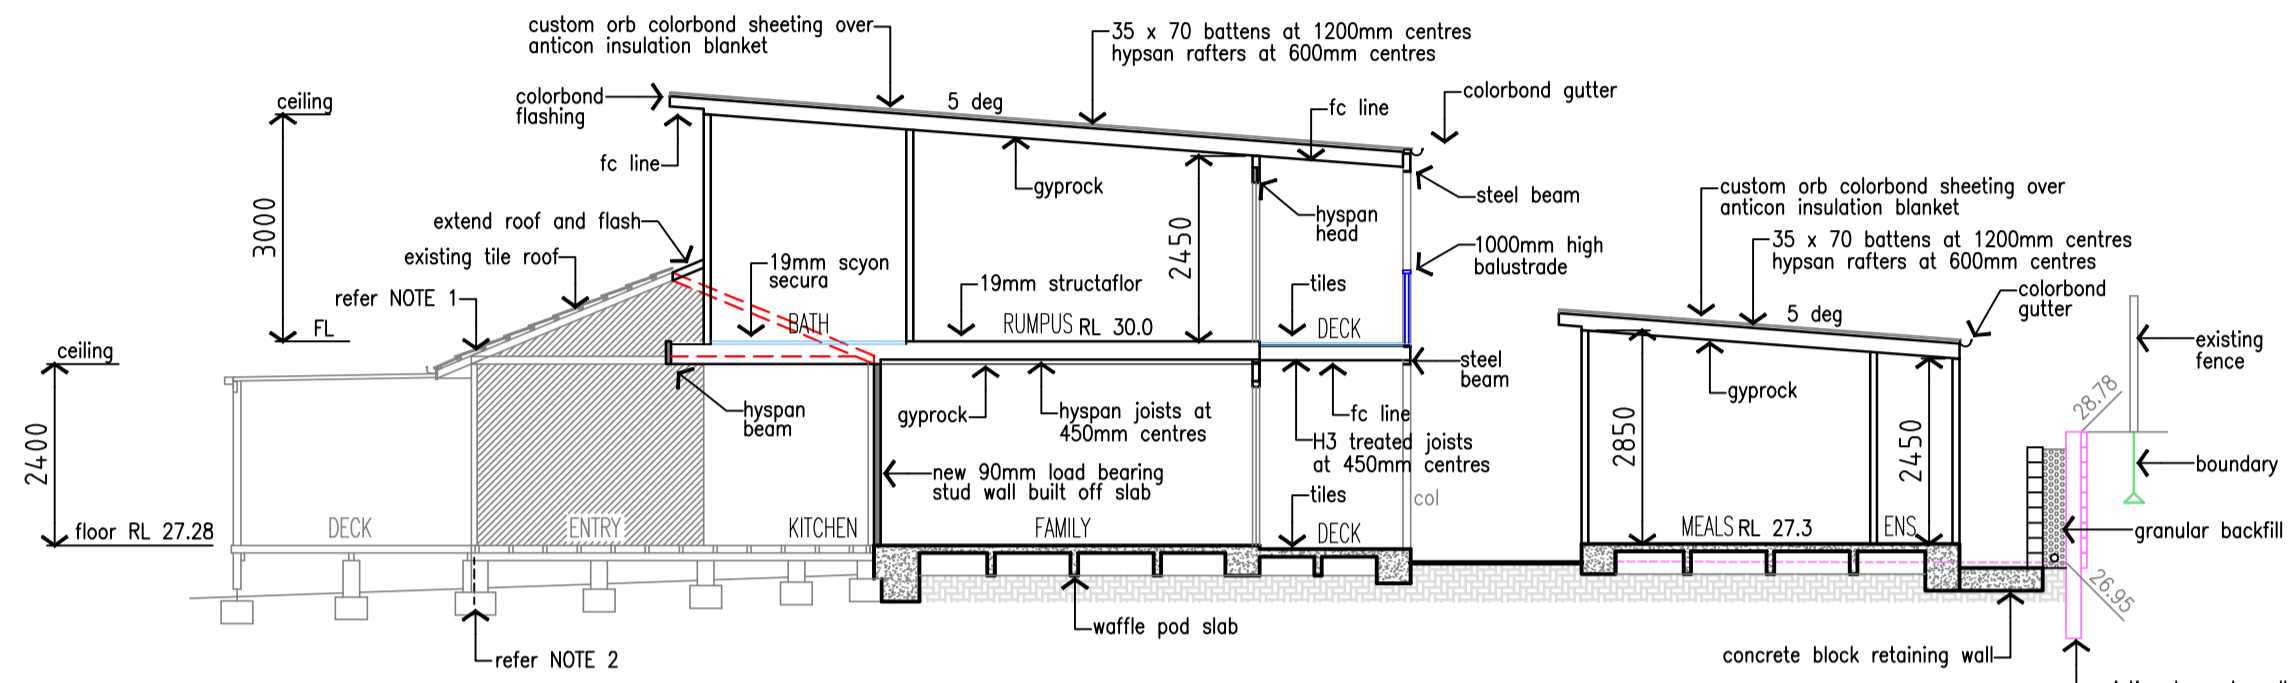 custom orb colorbond sheeting over
anticon insulation blanket
35 x 70 battens at 1200mm centres
hypsan rafters at 600mm centres
ceiling
colorbond
flashing
5 deg
fc line
colorbond gutter
fc line
gyprock
steel beam
3000
extend roof and flash
existing tile roof
refer NOTE 1
19mm scyon
secura
19mm structaflor
2450
hyspan
head
1000mm high
balustrade
tiles
custom orb colorbond sheeting over
anticon insulation blanket
35 x 70 battens at 1200mm centres
hypsan rafters at 600mm centres
colorbond
gutter
5 deg
existing
fence
FL
BATH
RUMPUS RL 30.0
DECK
ceiling
steel
beam
gyprock
28.78
2400
hyspan
beam
gyprock
hyspan joists at
450mm centres
fc line
H3 treated joists
at 450mm centres
2850
2450
boundary
new 90mm load bearing
stud wall built off slab
tiles
col
floor RL 27.28
DECK
ENTRY
KITCHEN
FAMILY
DECK
MEALS RL 27.3
ENS
granular backfill
26.95
waffle pod slab
refer NOTE 2
concrete block retaining wall